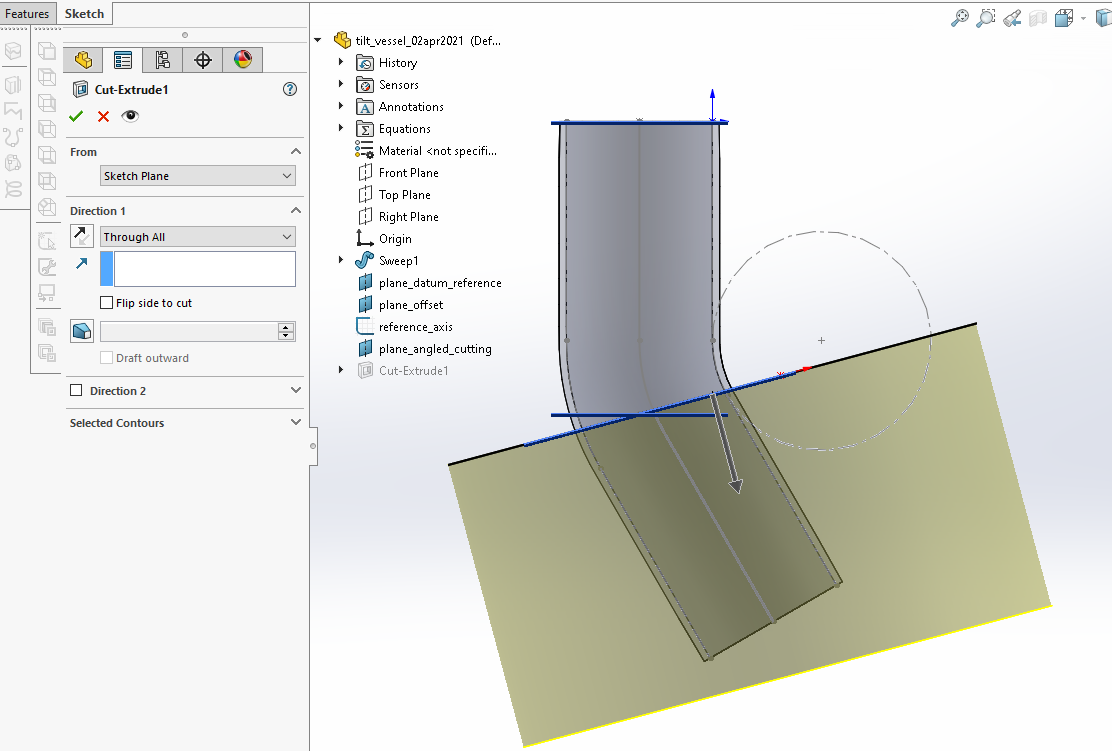 Features Sketch
Cut-Extrude1
From
Sketch Plane
Direction 1
Through All
Flip side to cut
Draft outward
Direction 2
Selected Contours
tilt_vessel_02apr2021 (Def...
History
Sensors
A Annotations
Σ Equations
Material <not specifi...
Front Plane
Top Plane
Right Plane
Origin
Sweep1
plane_datum_reference
plane_offset
reference_axis
plane_angled_cutting
Cut-Extrude1